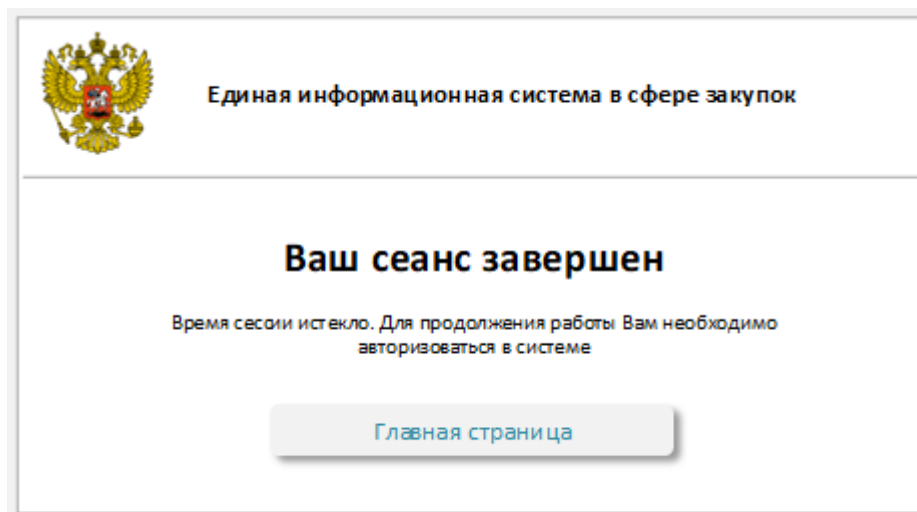 Единая информационная система в сфере закупок
Ваш сеанс завершен
Время сессии истекло. Для продолжения работы Вам необходимо
авторизоваться в системе
Главная страница